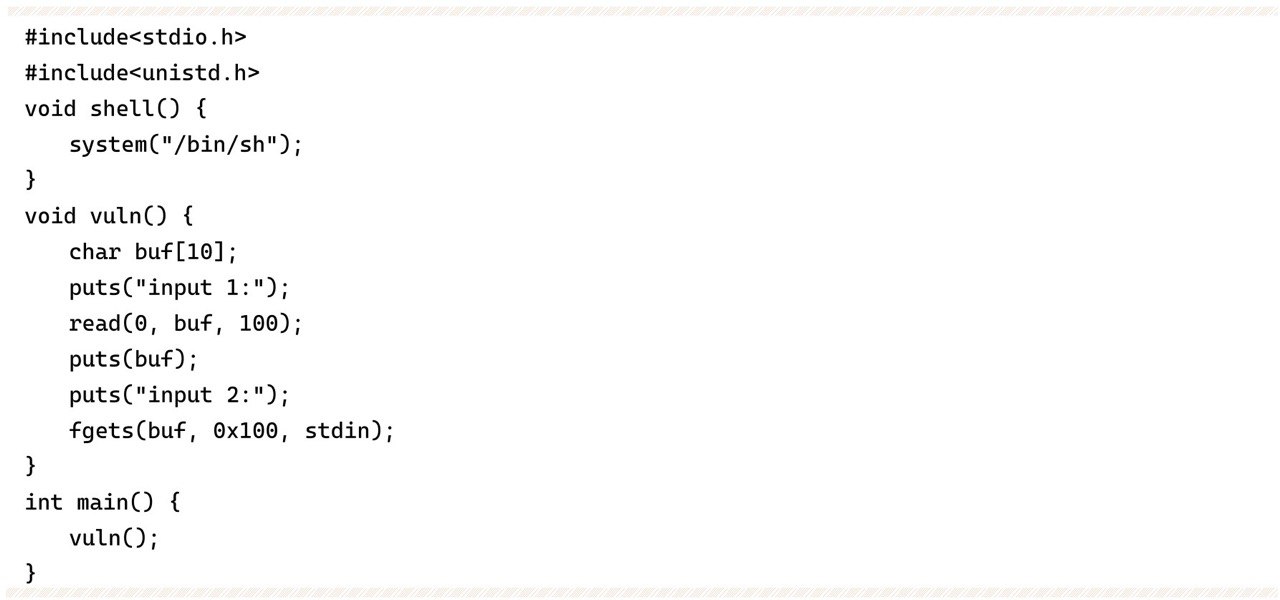 #include<stdio.h>
#include<unistd.h>
void shell() {
    system("/bin/sh");
}
void vuln() {
    char buf[10];
    puts("input 1:");
    read(0, buf, 100);
    puts(buf);
    puts("input 2:");
    fgets(buf, 0x100, stdin);
}
int main() {
    vuln();
}